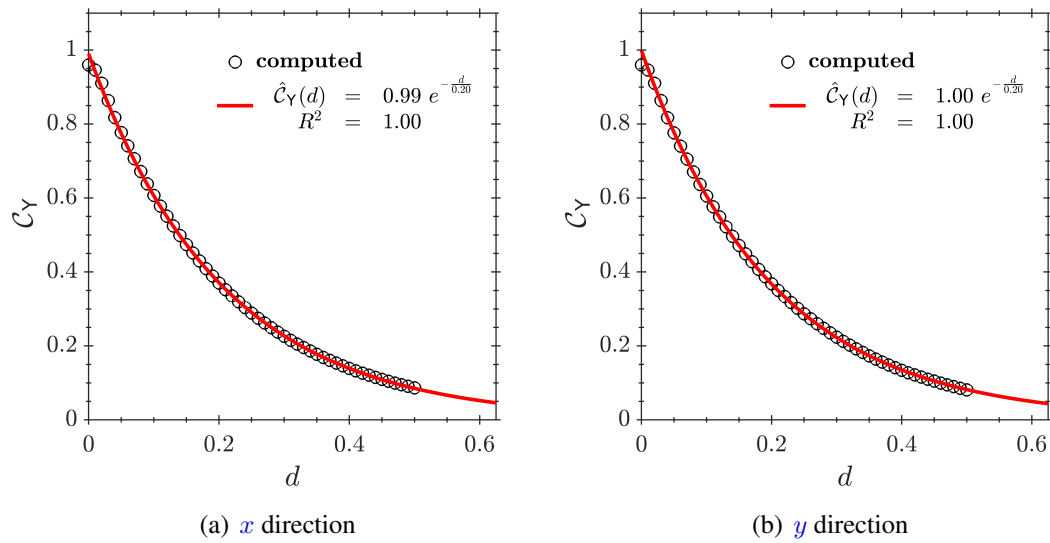 computed
Ĉ_Y(d) = 0.99 e^{-d/0.20}
R² = 1.00
C_Y
1
0.8
0.6
0.4
0.2
0
0 0.2 0.4 0.6
d
(a) x direction
computed
Ĉ_Y(d) = 1.00 e^{-d/0.20}
R² = 1.00
C_Y
1
0.8
0.6
0.4
0.2
0
0 0.2 0.4 0.6
d
(b) y direction